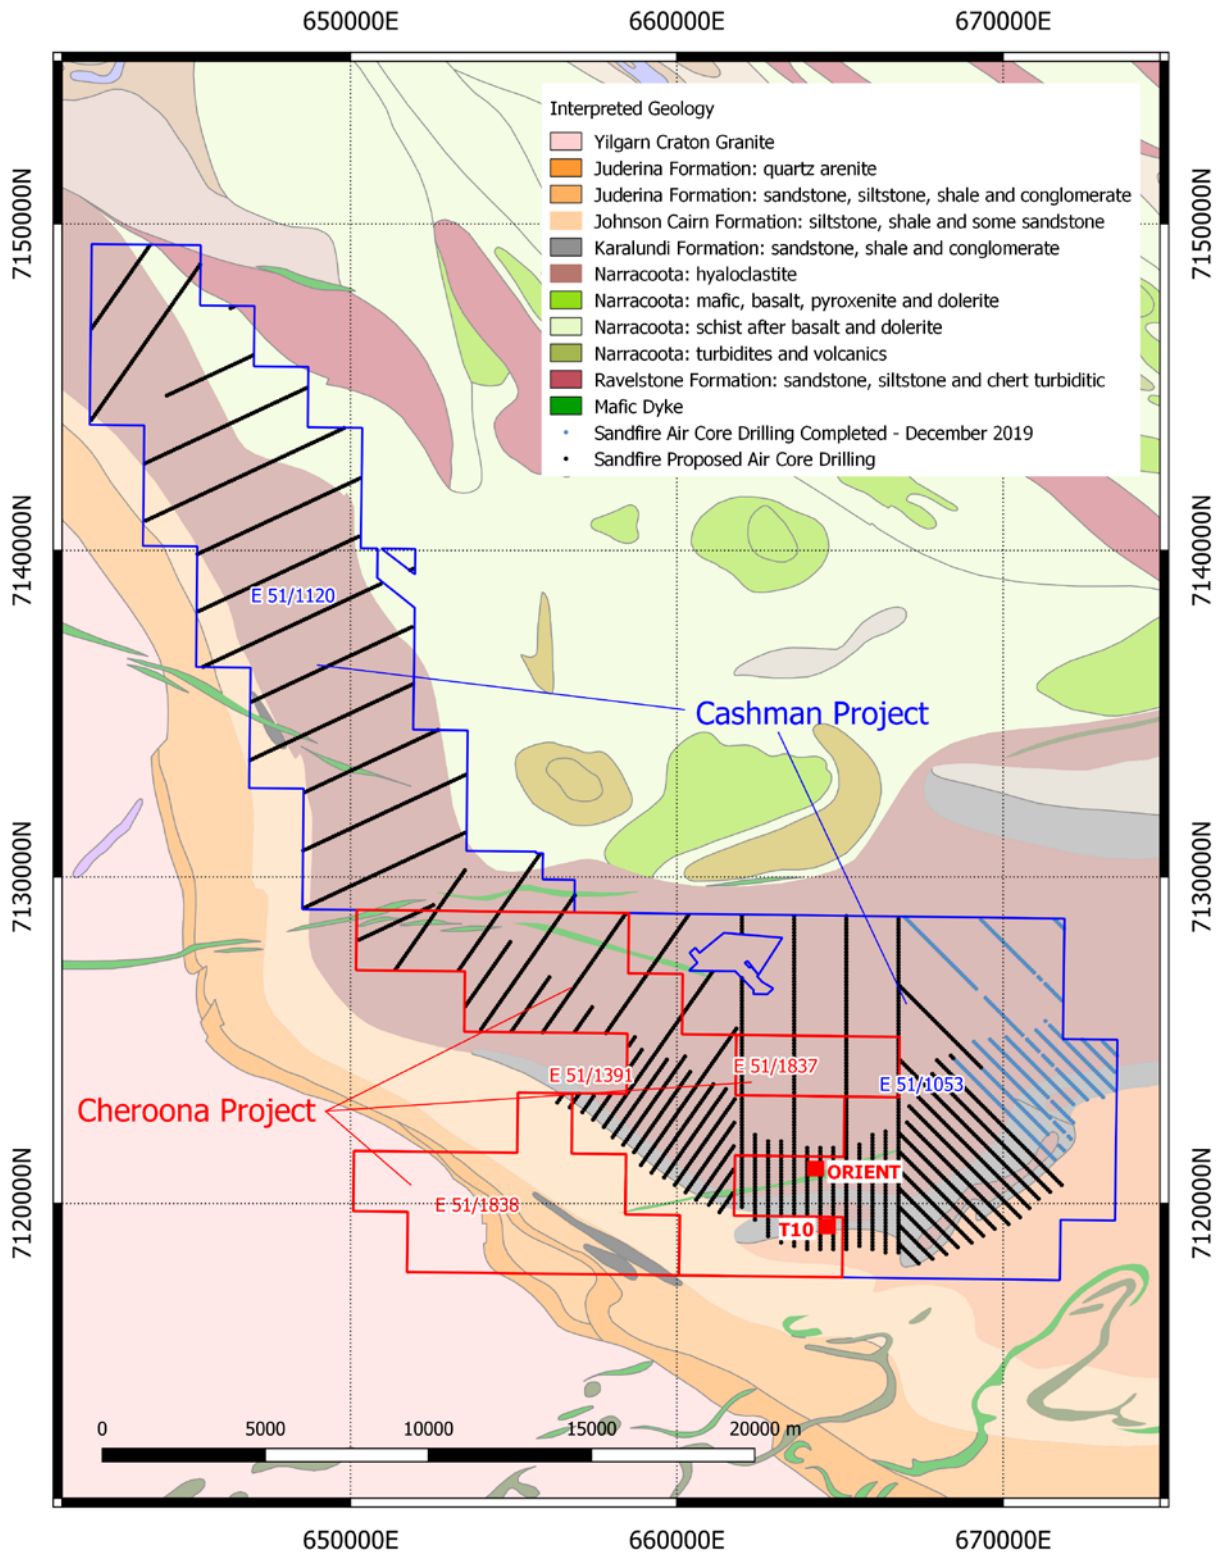 650000E
660000E
670000E
Interpreted Geology
Yilgarn Craton Granite
Juderina Formation: quartz arenite
Juderina Formation: sandstone, siltstone, shale and conglomerate
Johnson Cairn Formation: siltstone, shale and some sandstone
Karalundi Formation: sandstone, shale and conglomerate
Narracoota: hyaloclastite
Narracoota: mafic, basalt, pyroxenite and dolerite
Narracoota: schist after basalt and dolerite
Narracoota: turbidites and volcanics
Ravelstone Formation: sandstone, siltstone and chert turbiditic
Mafic Dyke
Sandfire Air Core Drilling Completed - December 2019
Sandfire Proposed Air Core Drilling
7150000N
7150000N
7140000N
7140000N
E 51/1120
Cashman Project
7130000N
7130000N
E 51/1391
E 51/1837
E 51/1053
Cheroona Project
ORIENT
E 51/1838
T10
7120000N
7120000N
0
5000
10000
15000
20000 m
650000E
660000E
670000E